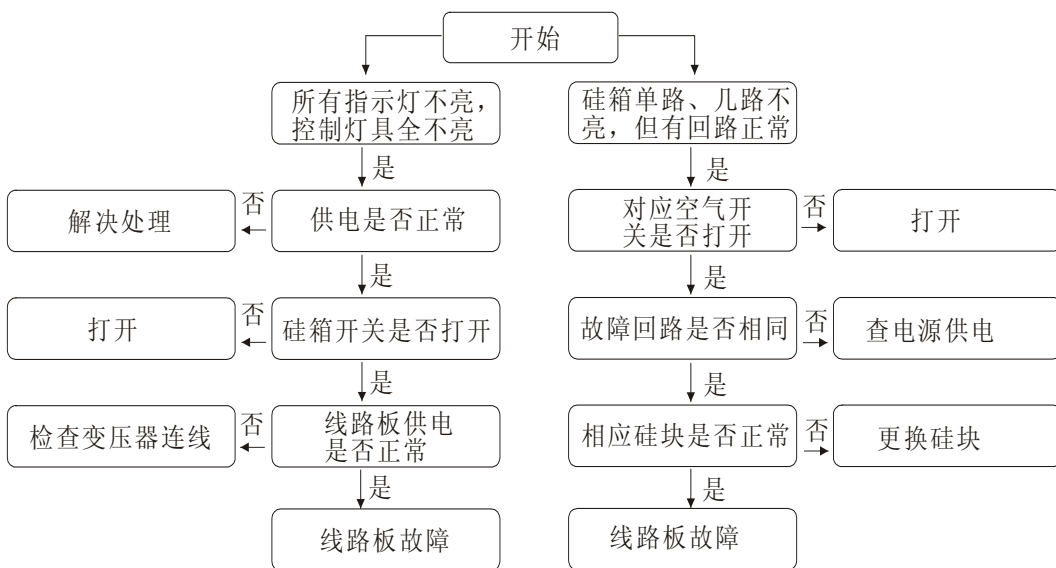 开始
所有指示灯不亮，
控制灯具全不亮
硅箱单路、几路不
亮，但有回路正常
是
是
解决处理
否
供电是否正常
对应空气开
关是否打开
否
打开
是
是
打开
否
硅箱开关是否打开
故障回路是否相同
否
查电源供电
是
是
检查变压器连线
否
线路板供电
是否正常
相应硅块是否正常
否
更换硅块
是
是
线路板故障
线路板故障